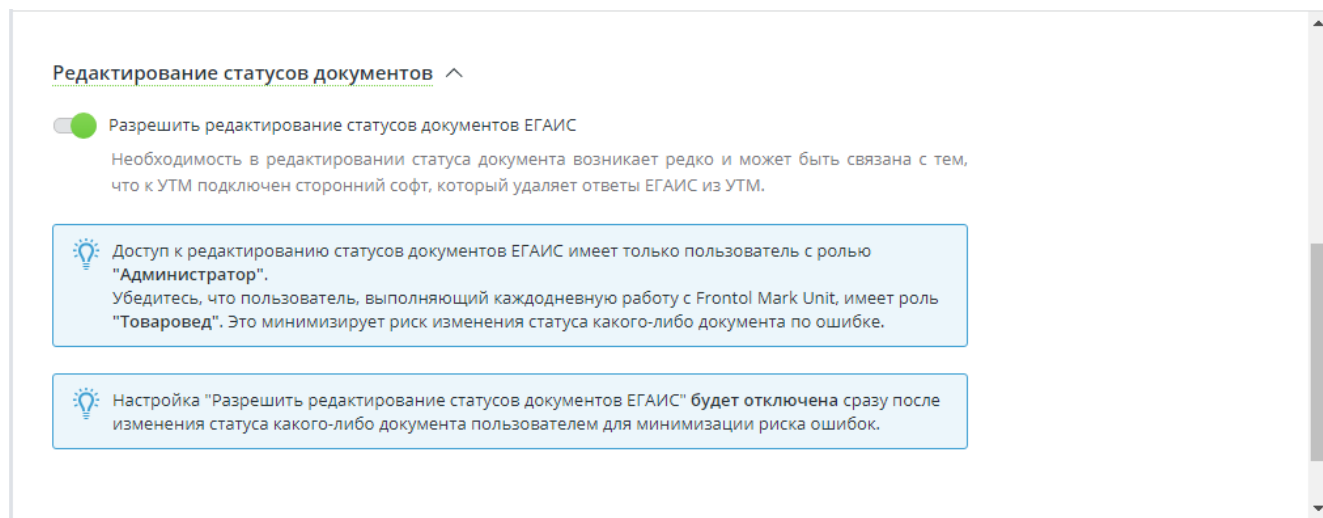 Редактирование статусов документов
Разрешить редактирование статусов документов ЕГАИС
Необходимость в редактировании статуса документа возникает редко и может быть связана с тем,
что к УТМ подключен сторонний софт, который удаляет ответы ЕГАИС из УТМ.
Доступ к редактированию статусов документов ЕГАИС имеет только пользователь с ролью
"Администратор".
Убедитесь, что пользователь, выполняющий каждодневную работу с Frontol Mark Unit, имеет роль
"Товаровед". Это минимизирует риск изменения статуса какого-либо документа по ошибке.
Настройка "Разрешить редактирование статусов документов ЕГАИС" будет отключена сразу после
изменения статуса какого-либо документа пользователем для минимизации риска ошибок.